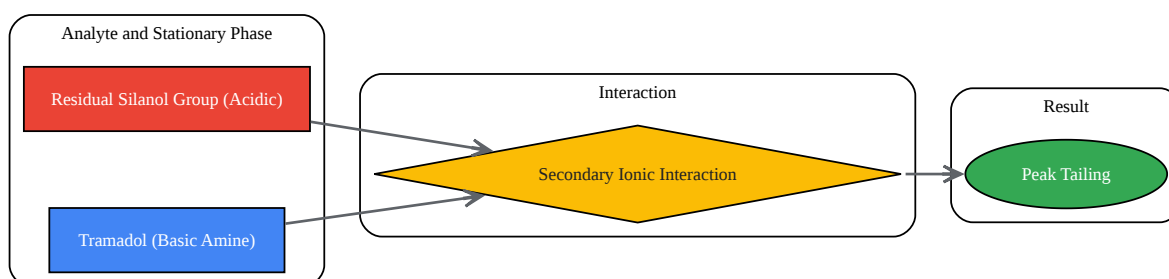 Analyte and Stationary Phase
Residual Silanol Group (Acidic)
Tramadol (Basic Amine)
Interaction
Secondary Ionic Interaction
Result
Peak Tailing